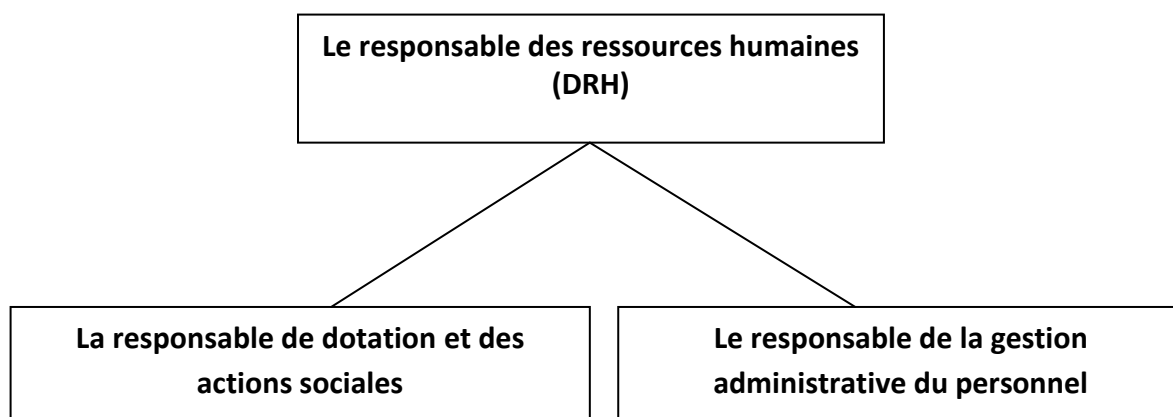 Le responsable des ressources humaines
(DRH)
La responsable de dotation et des
actions sociales
Le responsable de la gestion
administrative du personnel